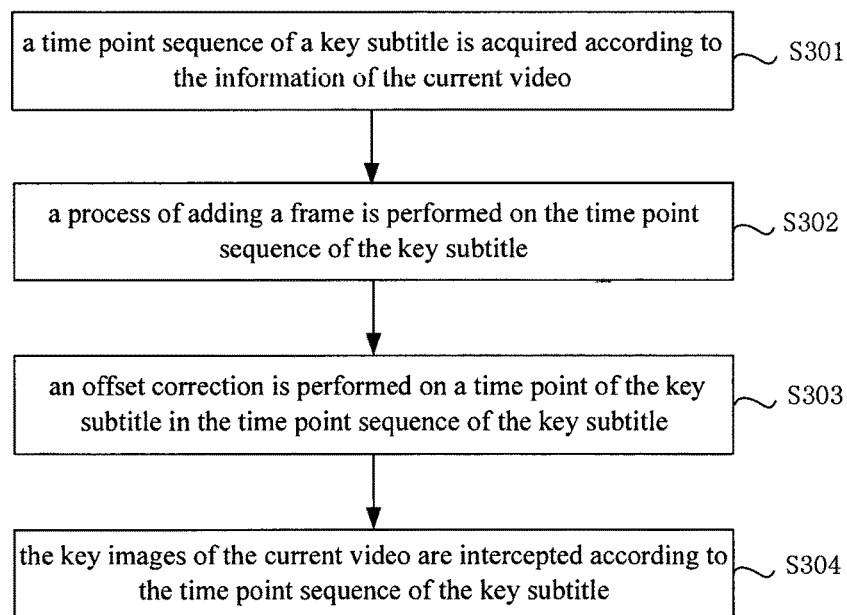 a time point sequence of a key subtitle is acquired according to
the information of the current video
S301
a process of adding a frame is performed on the time point
sequence of the key subtitle
S302
an offset correction is performed on a time point of the key
subtitle in the time point sequence of the key subtitle
S303
the key images of the current video are intercepted according to
the time point sequence of the key subtitle
S304